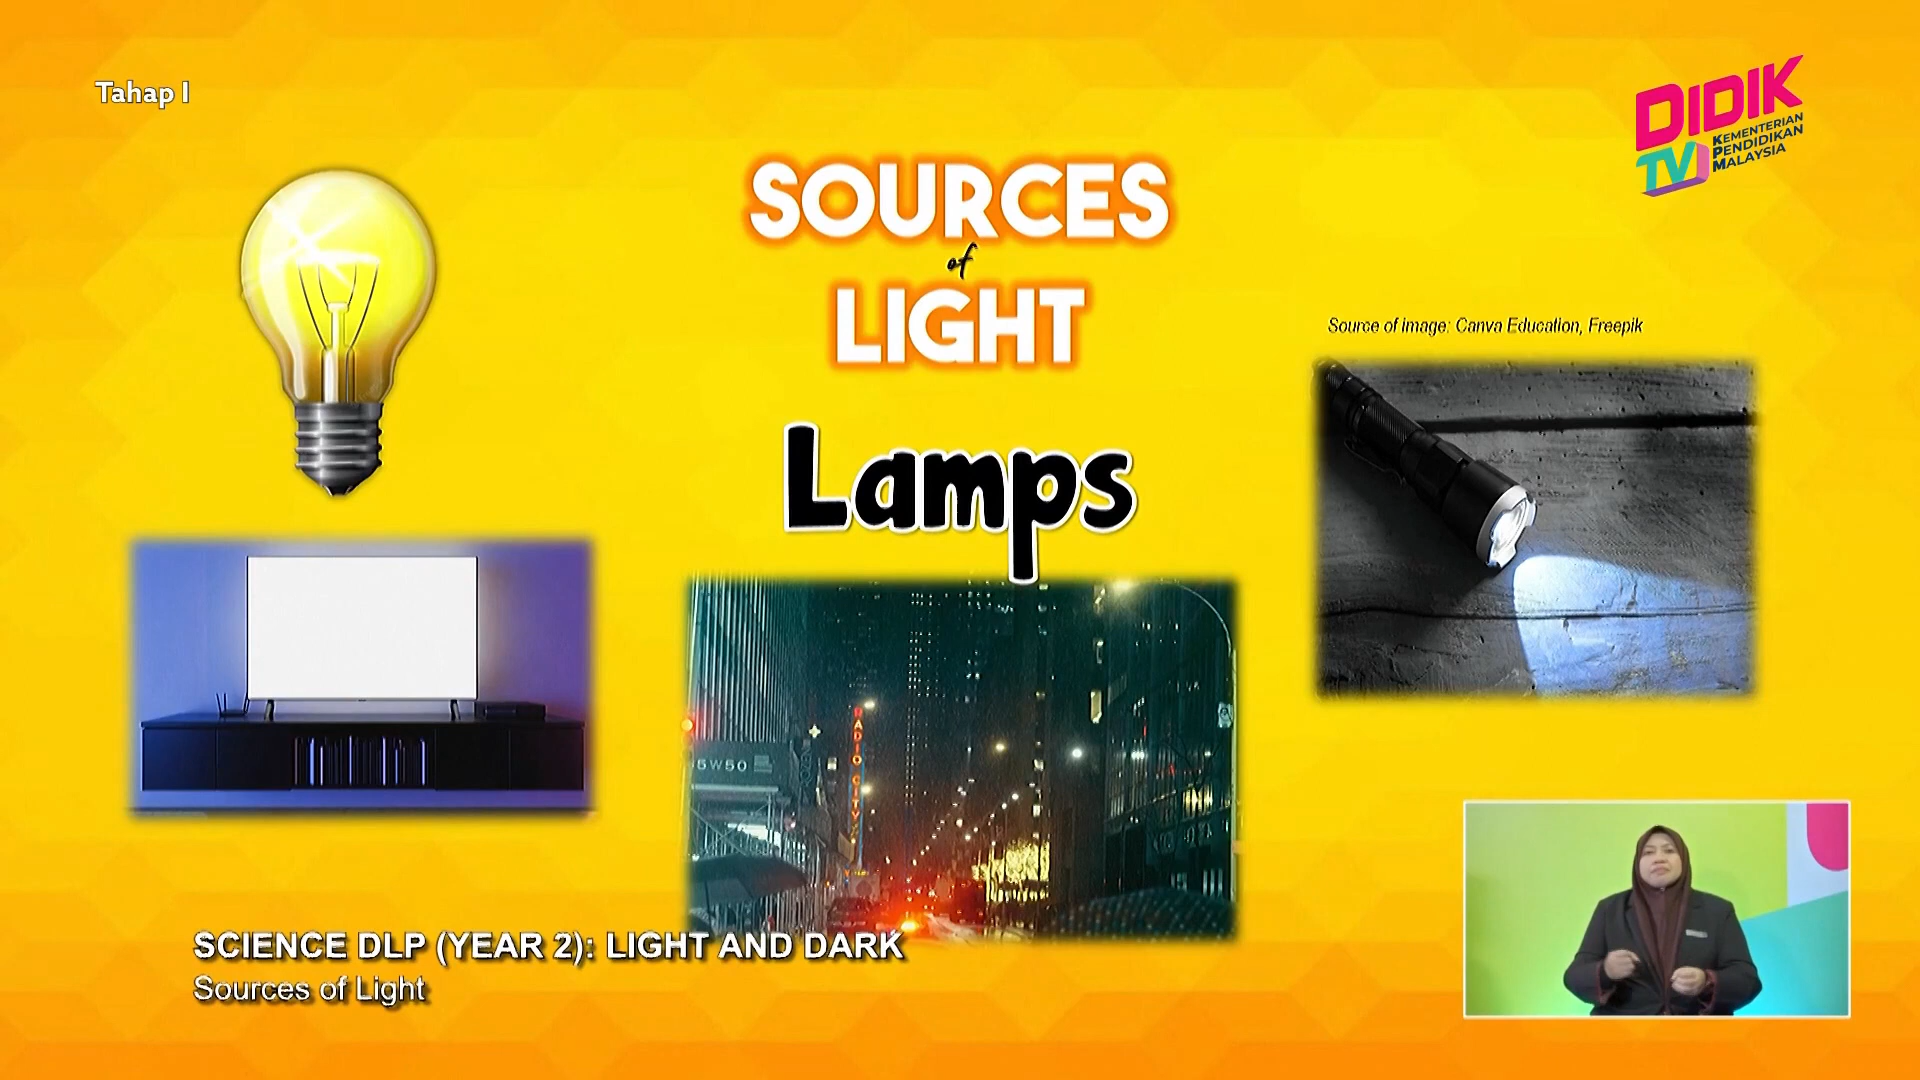 Tahap 1
DIDIK
TV
KEMENTERIAN
PENDIDIKAN
MALAYSIA
SOURCES
of
LIGHT
Source of image: Canva Education, Freepik
Lamps
RADIO CITY
5W50
SCIENCE DLP (YEAR 2): LIGHT AND DARK
Sources of Light